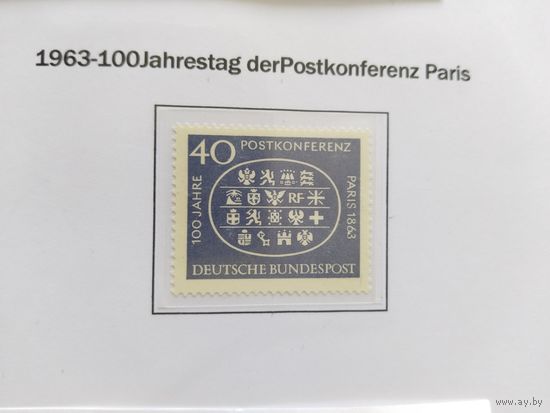 1963-100Jahrestag derPostkonferenz Paris
40 POSTKONFERENZ
100 JAHRE
PARIS 1863
RF
DEUTSCHE BUNDESPOST
www.ay.by